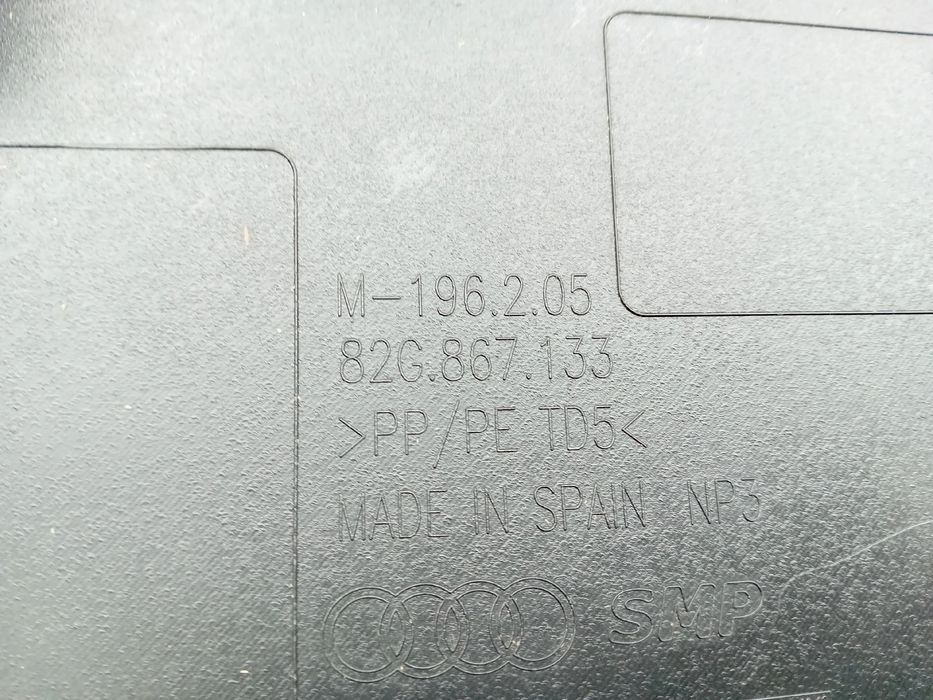 M-196.2.05
82G.867.133
>PP/PE TD5<
MADE IN SPAIN NP3
SMP